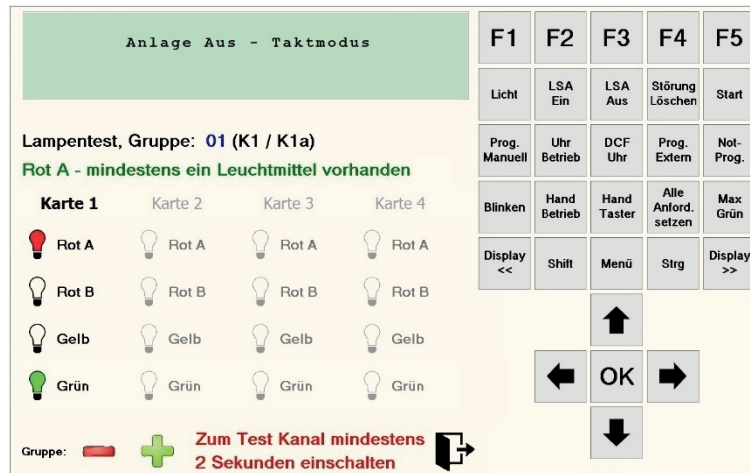 Anlage Aus - Taktmodus
Lampentest, Gruppe: 01 (K1 / K1a)
Rot A - mindestens ein Leuchtmittel vorhanden
Karte 1 Karte 2 Karte 3 Karte 4
Rot A Rot A Rot A Rot A
Rot B Rot B Rot B Rot B
Gelb Gelb Gelb Gelb
Grün Grün Grün Grün
Gruppe:
Zum Test Kanal mindestens
2 Sekunden einschalten
F1 F2 F3 F4 F5
Licht
LSA
Ein
LSA
Aus
Störung
Löschen
Start
Prog.
Manuell
Uhr
Betrieb
DCF
Uhr
Prog.
Extern
Not-
Prog.
Blinken
Hand
Betrieb
Hand
Taster
Alle
Anford.
setzen
Max
Grün
Display
<<
Shift
Menü
Strg
Display
>>
OK